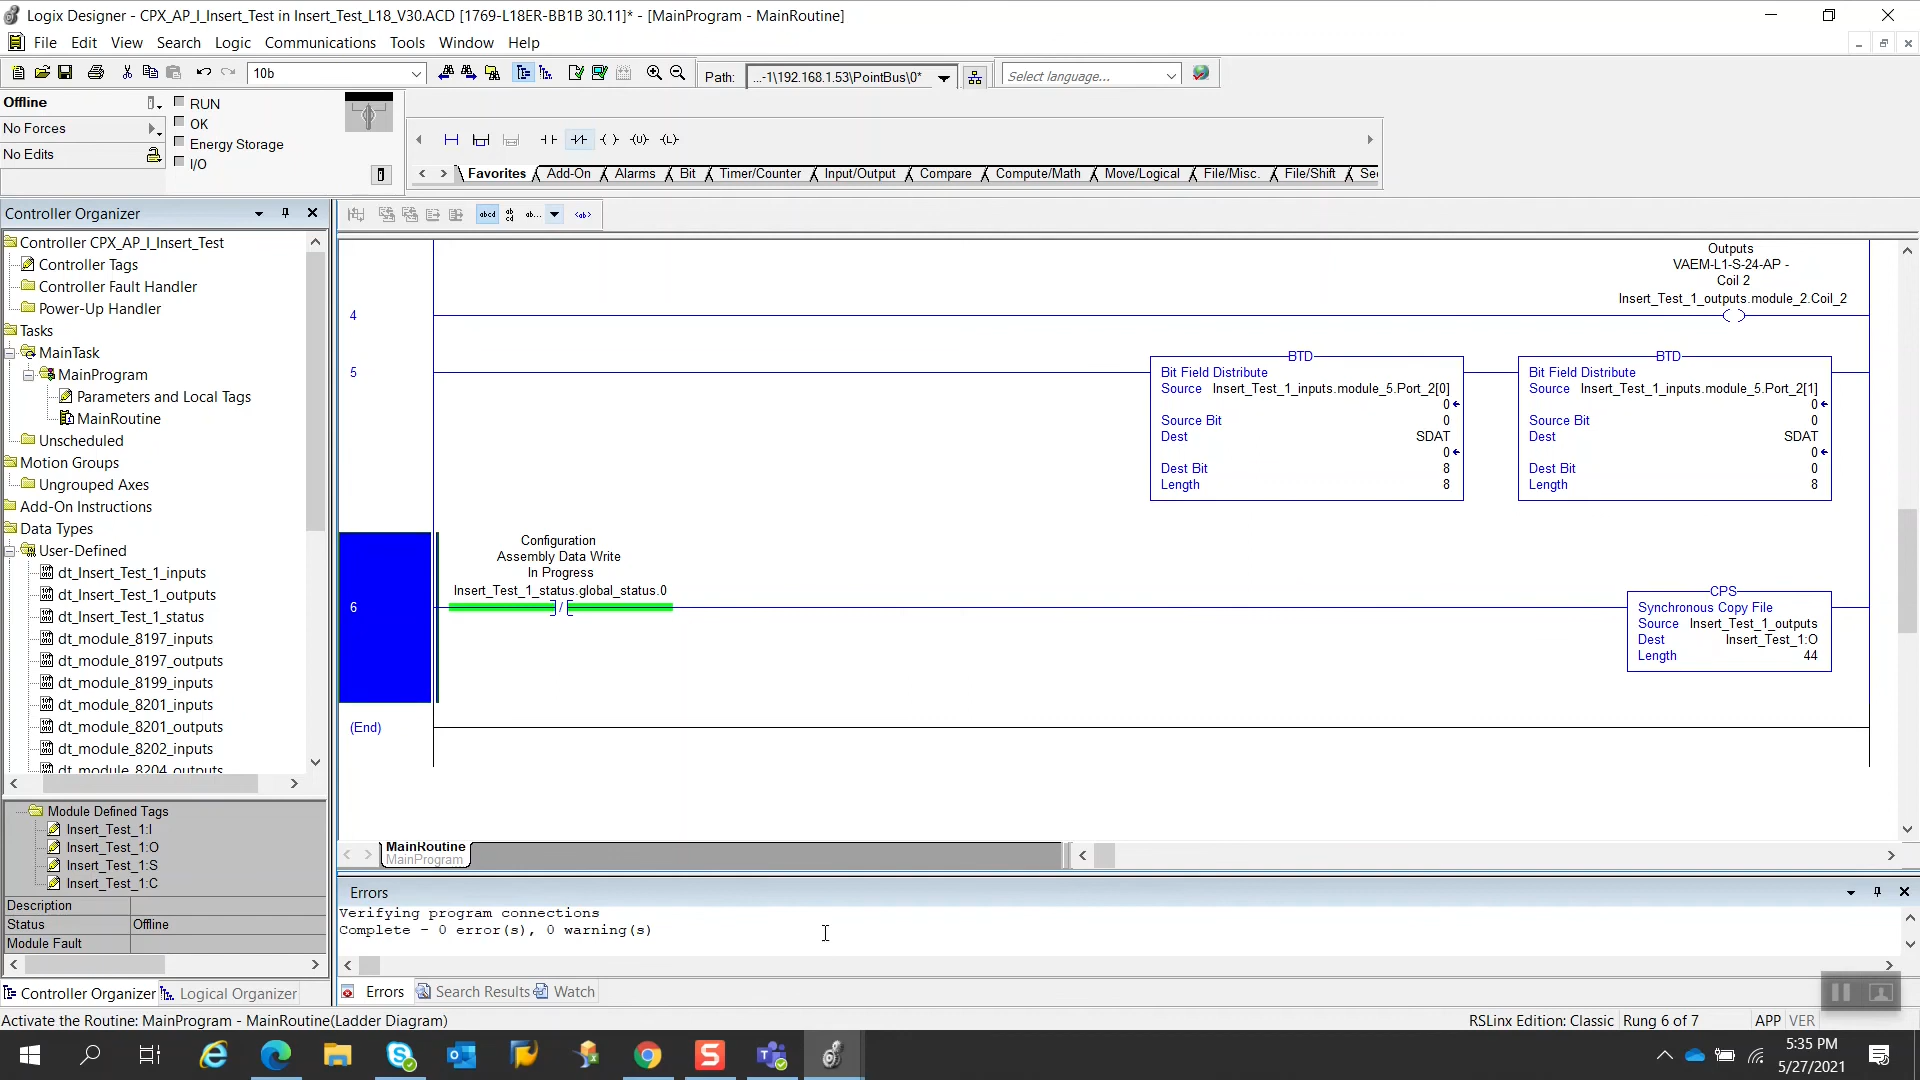 Logix Designer - CPX_AP_I_Insert_Test in Insert_Test_L18_V30.ACD [1769-L18ER-BB1B 30.11]* - [MainProgram - MainRoutine]
File Edit View Search Logic Communications Tools Window Help
10b
Path: ...-1\192.168.1.53\PointBus\0*
Select language...
Offline
RUN
No Forces
OK
Energy Storage
No Edits
I/O
Favorites Add-On Alarms Bit Timer/Counter Input/Output Compare Compute/Math Move/Logical File/Misc. File/Shift Se
Controller Organizer
Controller CPX_AP_I_Insert_Test
Controller Tags
Controller Fault Handler
Power-Up Handler
Tasks
MainTask
MainProgram
Parameters and Local Tags
MainRoutine
Unscheduled
Motion Groups
Ungrouped Axes
Add-On Instructions
Data Types
User-Defined
dt_Insert_Test_1_inputs
dt_Insert_Test_1_outputs
dt_Insert_Test_1_status
dt_module_8197_inputs
dt_module_8197_outputs
dt_module_8199_inputs
dt_module_8201_inputs
dt_module_8201_outputs
dt_module_8202_inputs
dt_module_8204_outputs
Module Defined Tags
Insert_Test_1:I
Insert_Test_1:O
Insert_Test_1:S
Insert_Test_1:C
Description
Status Offline
Module Fault
Controller Organizer Logical Organizer
Outputs
VAEM-L1-S-24-AP -
Coil 2
Insert_Test_1_outputs.module_2.Coil_2
4
5
BTD
Bit Field Distribute
Source Insert_Test_1_inputs.module_5.Port_2[0]
0
Source Bit 0
Dest SDAT
0
Dest Bit 8
Length 8
BTD
Bit Field Distribute
Source Insert_Test_1_inputs.module_5.Port_2[1]
0
Source Bit 0
Dest SDAT
0
Dest Bit 0
Length 8
Configuration
Assembly Data Write
In Progress
Insert_Test_1_status.global_status.0
6
CPS
Synchronous Copy File
Source Insert_Test_1_outputs
Dest Insert_Test_1:O
Length 44
(End)
MainRoutine
MainProgram
Errors
Verifying program connections
Complete - 0 error(s), 0 warning(s)
Errors Search Results Watch
Activate the Routine: MainProgram - MainRoutine(Ladder Diagram)
RSLinx Edition: Classic Rung 6 of 7 APP VER
5:35 PM
5/27/2021